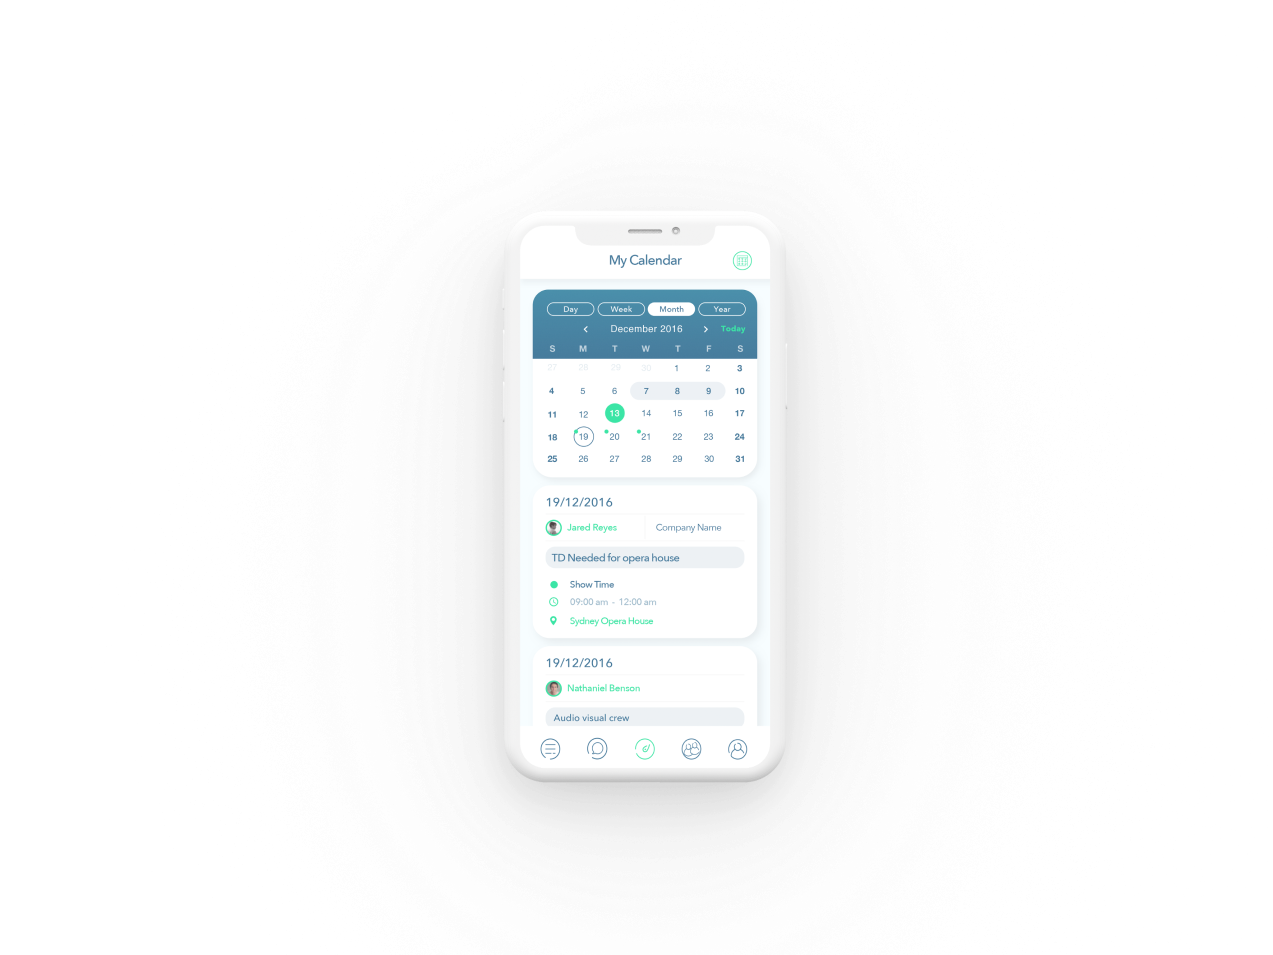 My Calendar
Day Week Month Year
December 2016 Today
S M T W T F S
27 28 29 30 1 2 3
4 5 6 7 8 9 10
11 12 13 14 15 16 17
18 19 20 21 22 23 24
25 26 27 28 29 30 31
19/12/2016
Jared Reyes Company Name
TD Needed for opera house
Show Time
09:00 am - 12:00 am
Sydney Opera House
19/12/2016
Nathaniel Benson
Audio visual crew